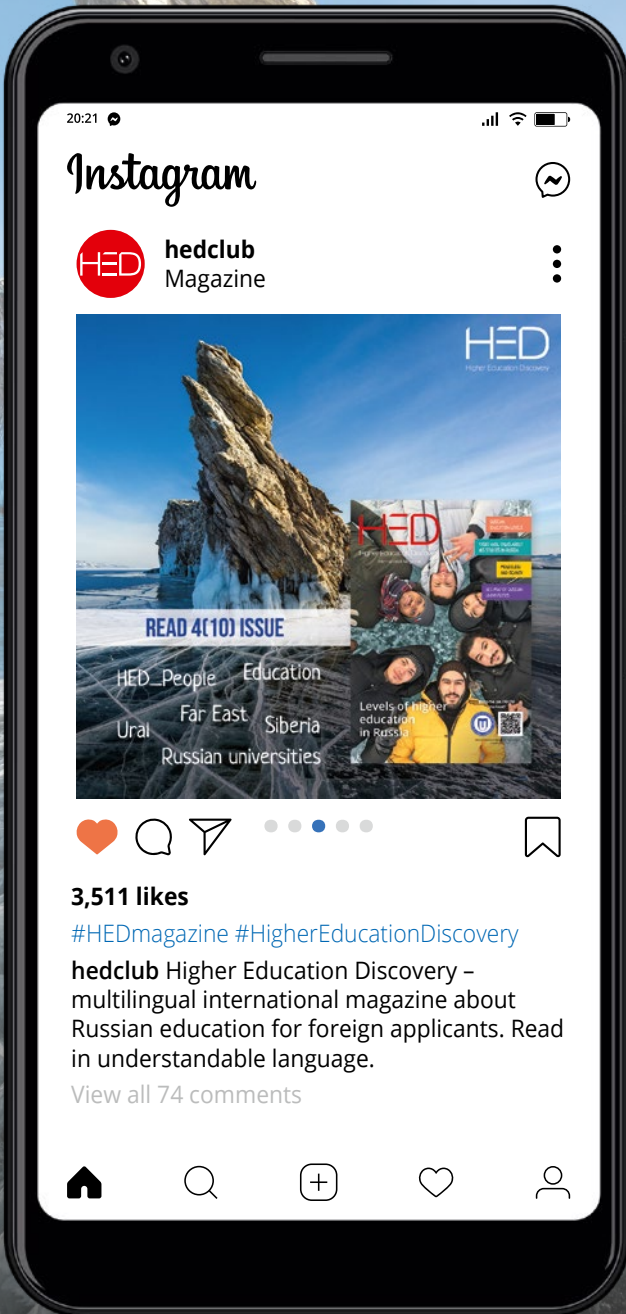 20:21
Instagram
HED
hedclub
Magazine
HED
Higher Education Discovery
HED
READ 4(10) ISSUE
HED_People Education
Ural Far East Siberia
Russian universities
Levels of higher
education
in Russia
3,511 likes
#HEDmagazine #HigherEducationDiscovery
hedclub Higher Education Discovery –
multilingual international magazine about
Russian education for foreign applicants. Read
in understandable language.
View all 74 comments